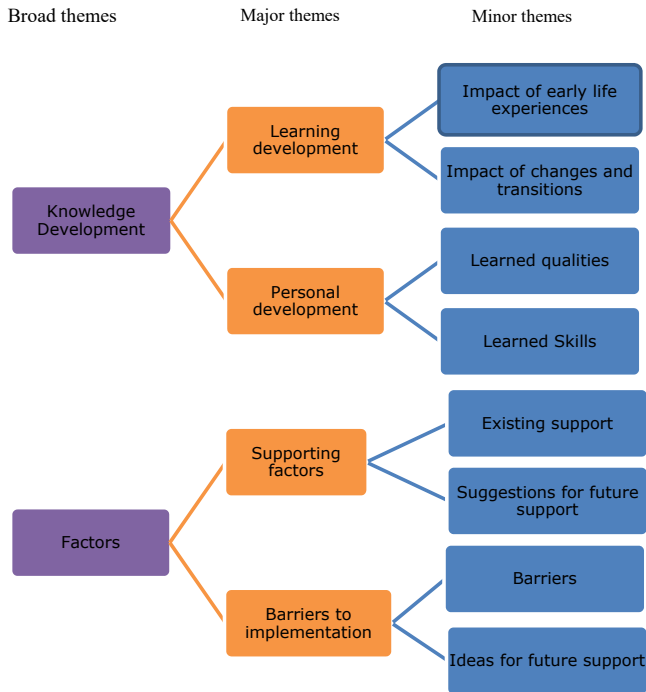 Broad themes
Major themes
Minor themes
Impact of early life
experiences
Learning
development
Impact of changes and
transitions
Knowledge
Development
Learned qualities
Personal
development
Learned Skills
Existing support
Supporting
factors
Suggestions for future
support
Factors
Barriers
Barriers to
implementation
Ideas for future support